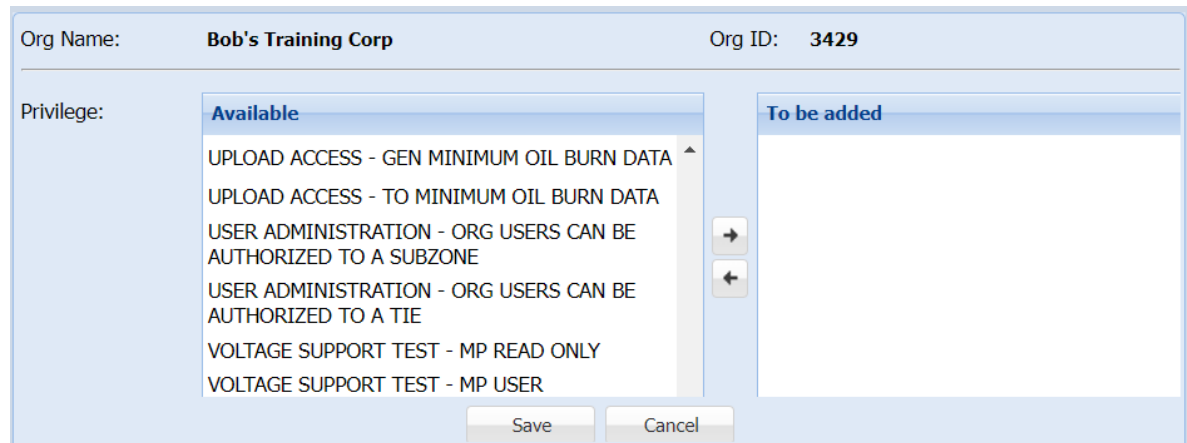 Org Name: Bob's Training Corp Org ID: 3429
Privilege: Available To be added
UPLOAD ACCESS - GEN MINIMUM OIL BURN DATA
UPLOAD ACCESS - TO MINIMUM OIL BURN DATA
USER ADMINISTRATION - ORG USERS CAN BE
AUTHORIZED TO A SUBZONE
USER ADMINISTRATION - ORG USERS CAN BE
AUTHORIZED TO A TIE
VOLTAGE SUPPORT TEST - MP READ ONLY
VOLTAGE SUPPORT TEST - MP USER
Save Cancel